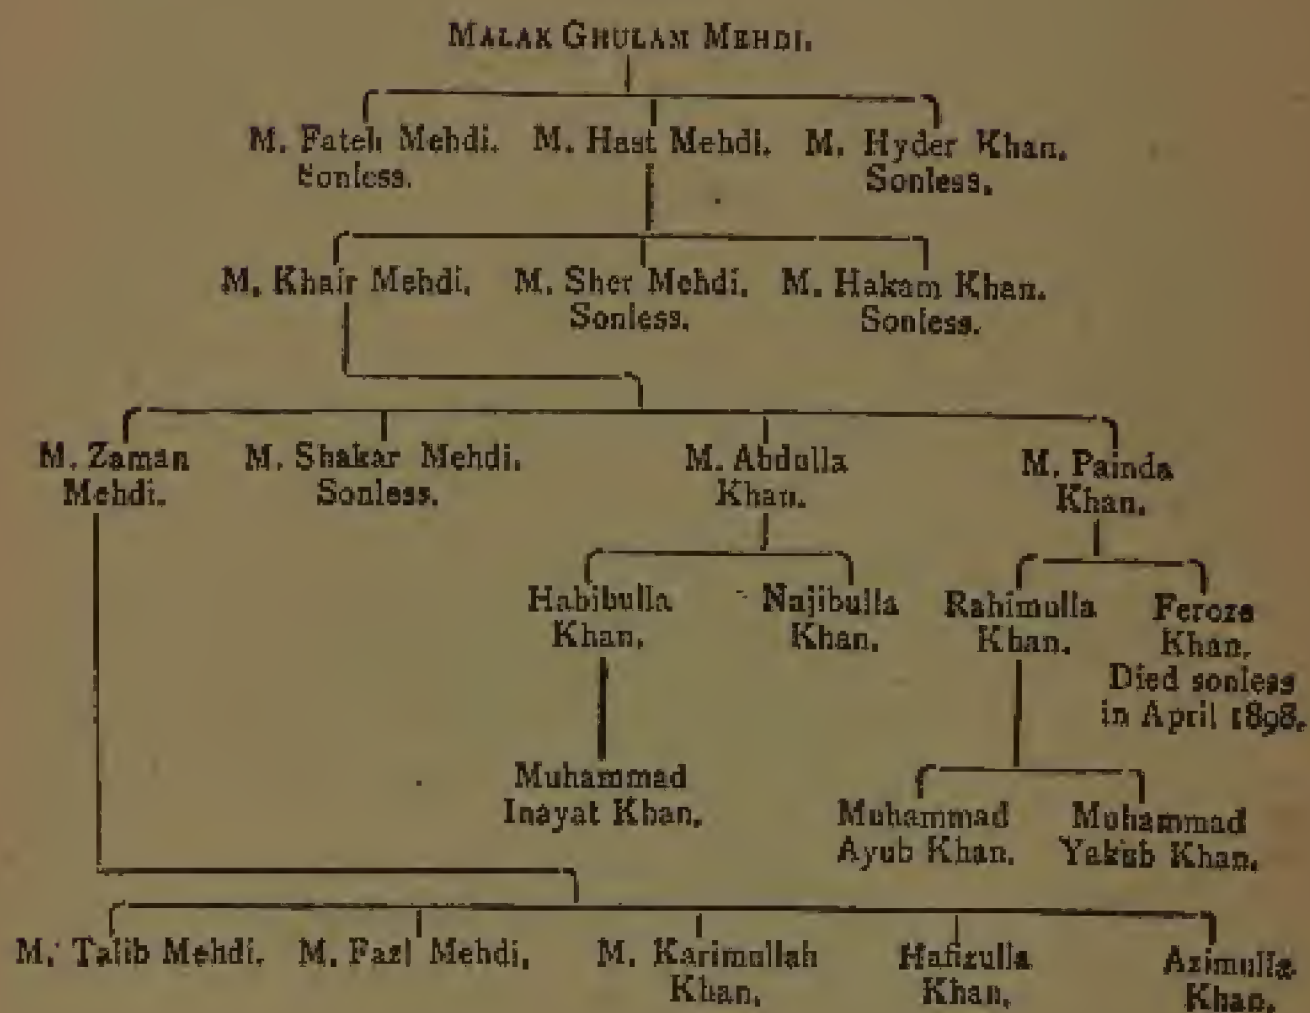 MALAK GHULAM MEHDI.
M. Fateh Mehdi. M. Hast Mehdi. M. Hyder Khan.
Sonless. Sonless.
M. Khair Mehdi. M. Sher Mehdi. M. Hakam Khan.
Sonless. Sonless.
M. Zaman M. Shakar Mehdi. M. Abdulla M. Painda
Mehdi. Sonless. Khan. Khan.
Habibulla Najibulla Rahimulla Feroze
Khan. Khan. Khan. Khan.
Died sonless
in April 1898.
Muhammad
Inayat Khan.
Muhammad Muhammad
Ayub Khan. Yakub Khan.
M. Talib Mehdi. M. Fazl Mehdi. M. Karimullah Hafizulla Azimulla
Khan. Khan. Khan.